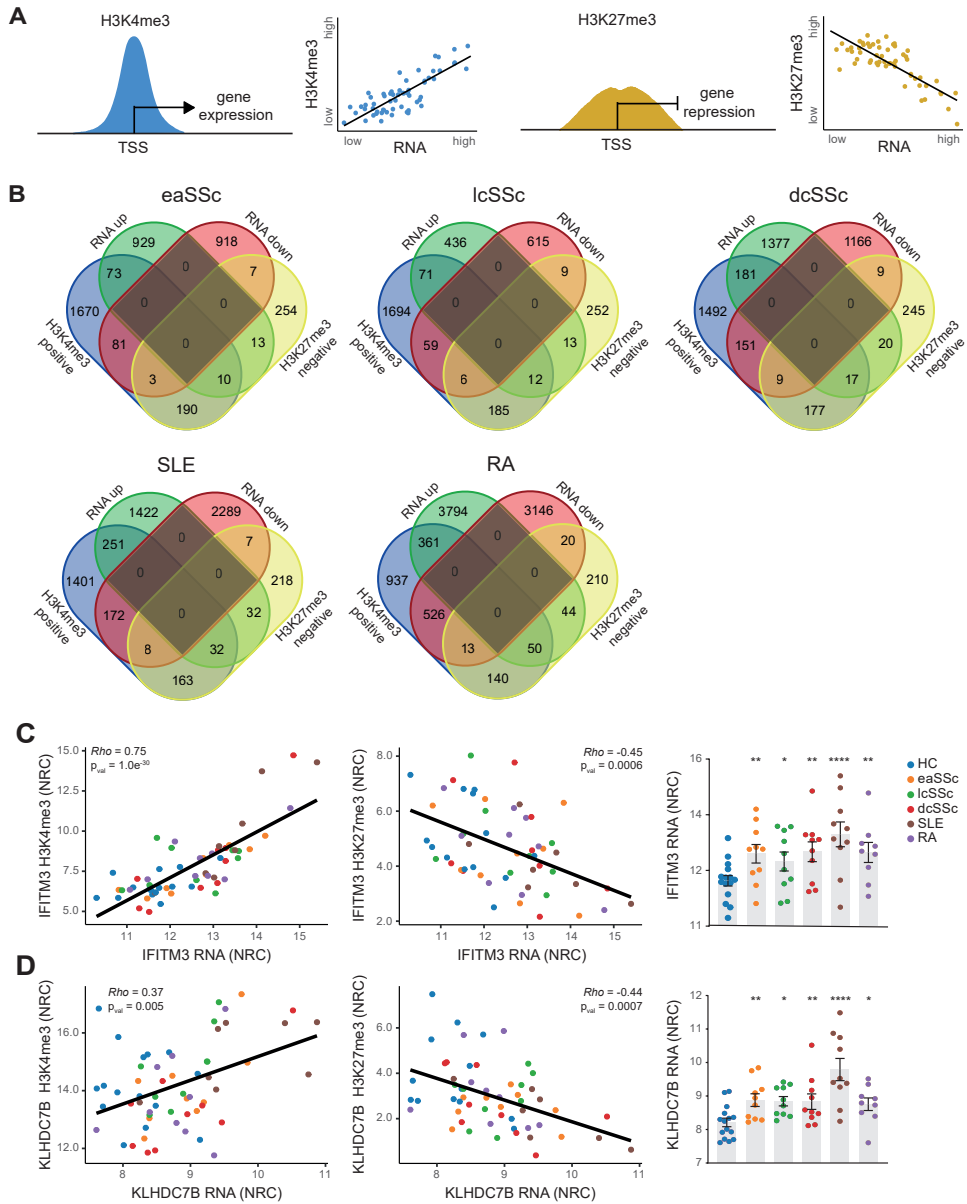 A
H3K4me3
gene
expression
TSS
H3K4me3
high
low
low
high
RNA
H3K27me3
gene
repression
TSS
H3K27me3
high
low
low
high
RNA
B
eaSSc
RNA up
RNA down
929
918
73
0
7
1670
0
0
254
81
0
13
3
10
190
H3K4me3
positive
H3K27me3
negative
lcSSc
RNA up
RNA down
436
615
71
0
9
1694
0
0
252
59
0
13
6
12
185
H3K4me3
positive
H3K27me3
negative
dcSSc
RNA up
RNA down
1377
1166
181
0
9
1492
0
0
245
151
0
20
9
17
177
H3K4me3
positive
H3K27me3
negative
SLE
RNA up
RNA down
1422
2289
251
0
7
1401
0
0
218
172
0
32
8
32
163
H3K4me3
positive
H3K27me3
negative
RA
RNA up
RNA down
3794
3146
361
0
20
937
0
0
210
526
0
44
13
50
140
H3K4me3
positive
H3K27me3
negative
C
IFITM3 H3K4me3 (NRC)
15.0
12.5
10.0
7.5
5.0
Rho = 0.75
pval = 1.0e-30
11 12 13 14 15
IFITM3 RNA (NRC)
IFITM3 H3K27me3 (NRC)
8.0
6.0
4.0
2.0
Rho = -0.45
pval = 0.0006
11 12 13 14 15
IFITM3 RNA (NRC)
IFITM3 RNA (NRC)
16
14
12
11
** * ** **** **
HC
eaSSc
lcSSc
dcSSc
SLE
RA
D
KLHDC7B H3K4me3 (NRC)
16.0
14.0
12.0
Rho = 0.37
pval = 0.005
8 9 10 11
KLHDC7B RNA (NRC)
KLHDC7B H3K27me3 (NRC)
6.0
4.0
2.0
Rho = -0.44
pval = 0.0007
8 9 10 11
KLHDC7B RNA (NRC)
KLHDC7B RNA (NRC)
12
11
10
9
8
7
** * ** **** *